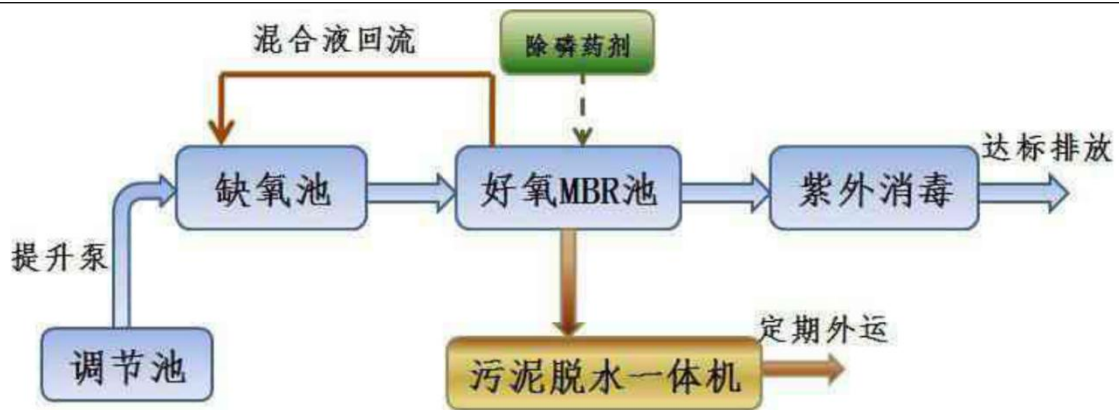 混合液回流
除磷药剂
达标排放
缺氧池
好氧MBR池
紫外消毒
提升泵
定期外运
调节池
污泥脱水一体机